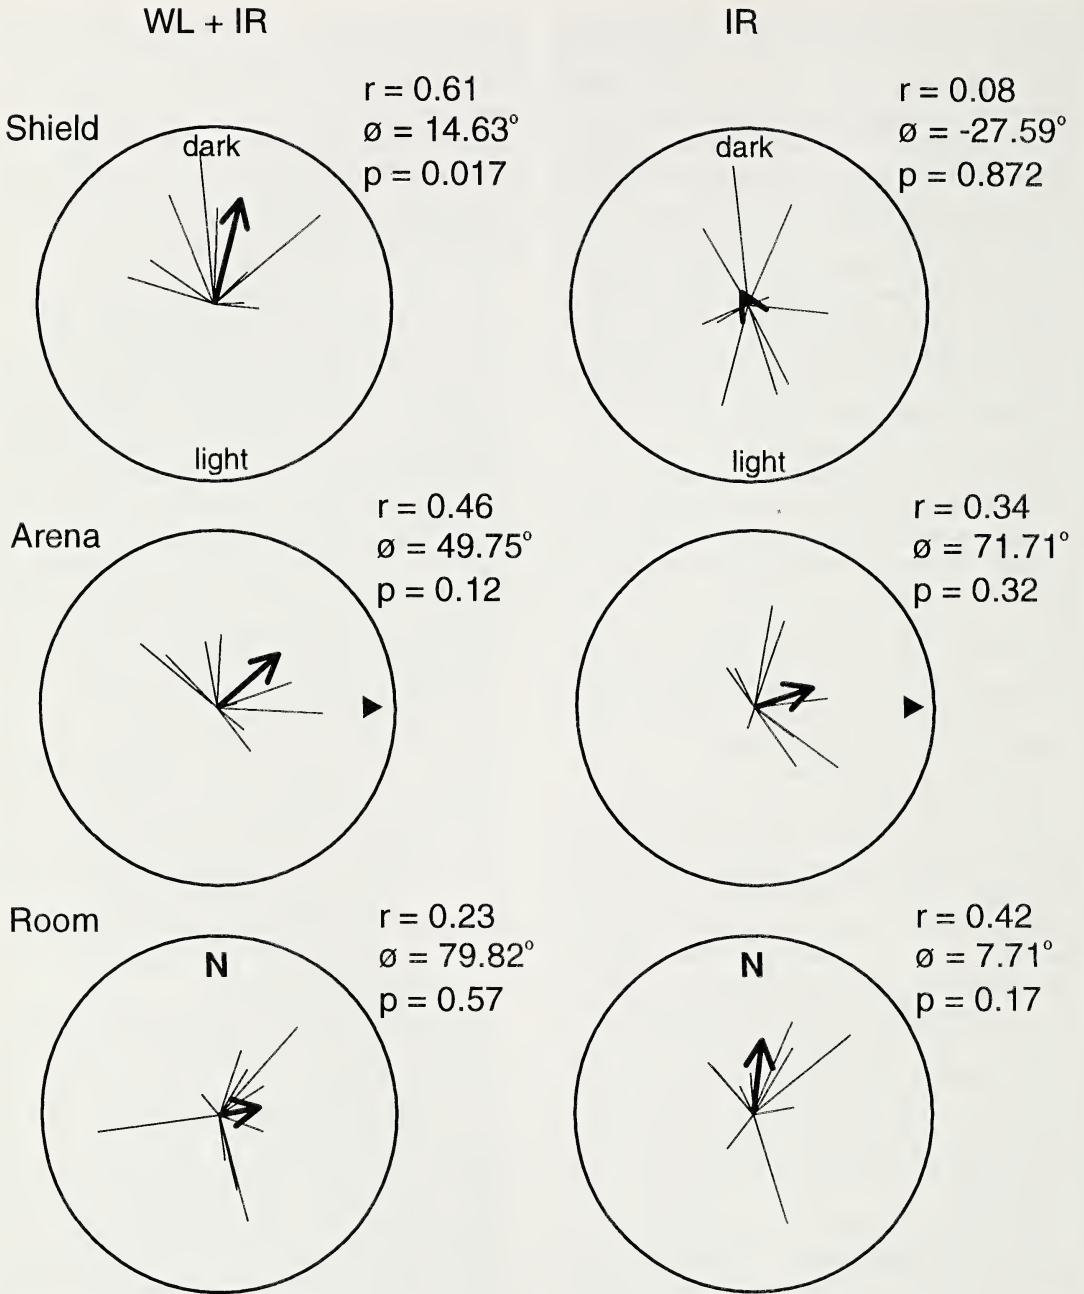 WL + IR
IR
Shield
r = 0.61
ø = 14.63°
p = 0.017
dark
light
r = 0.08
ø = -27.59°
p = 0.872
dark
light
Arena
r = 0.46
ø = 49.75°
p = 0.12
r = 0.34
ø = 71.71°
p = 0.32
Room
r = 0.23
ø = 79.82°
p = 0.57
N
r = 0.42
ø = 7.71°
p = 0.17
N